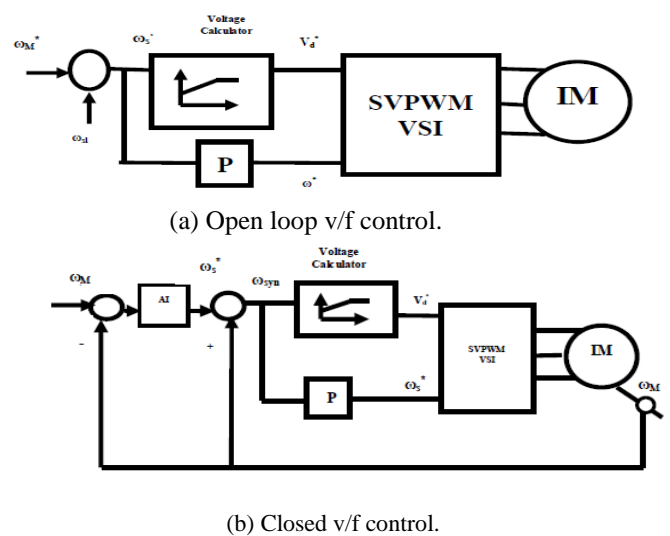 Voltage
Calculator
ωM*
ωs*
Vd*
SVPWM
VSI
IM
ωsl
P
ω*
(a) Open loop v/f control.
Voltage
Calculator
ωM
ωs*
ωsyn
AI
Vd*
SVPWM
VSI
IM
-
+
P
ωs*
ωM
(b) Closed v/f control.